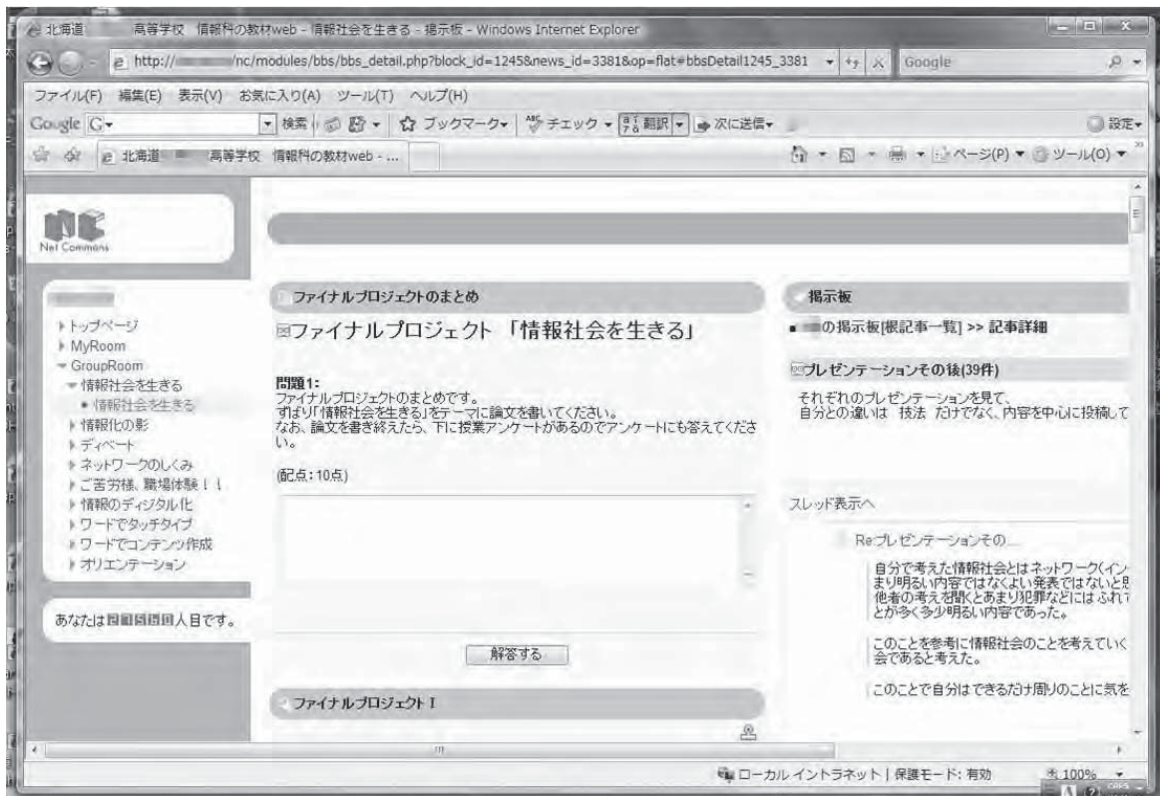 北海道 高等学校 情報科の教材web - 情報社会を生きる - 掲示板 - Windows Internet Explorer
http:// /nc/modules/bbs/bbs_detail.php?block_id=1245&news_id=3381&op=flat#bbsDetail1245_3381
Google
ファイル(F) 編集(E) 表示(V) お気に入り(A) ツール(T) ヘルプ(H)
Google G 検索 ブックマーク チェック 翻訳 次に送信 設定
北海道 高等学校 情報科の教材web - ...
ページ(P) ツール(O)
NC
Net Commons
トップページ
MyRoom
GroupRoom
情報社会を生きる
情報社会を生きる
情報化の影
ディベート
ネットワークのしくみ
ご苦労様、職場体験!!
情報のディジタル化
ワードでタッチタイプ
ワードでコンテンツ作成
オリエンテーション
あなたは 人目です。
ファイナルプロジェクトのまとめ
ファイナルプロジェクト 「情報社会を生きる」
問題1:
ファイナルプロジェクトのまとめです。
ずばり「情報社会を生きる」をテーマに論文を書いてください。
なお、論文を書き終えたら、下に授業アンケートがあるのでアンケートにも答えてくださ
い。
(配点:10点)
解答する
ファイナルプロジェクト I
掲示板
の掲示板[根記事一覧] >> 記事詳細
プレゼンテーションその後(39件)
それぞれのプレゼンテーションを見て、
自分との違いは 技法 だけでなく、内容を中心に投稿して
スレッド表示へ
Re:プレゼンテーションその...
自分で考えた情報社会とはネットワーク(イン
まり明るい内容ではなくよい発表ではないと思
他者の考えを聞くとあまり犯罪などには ふれて
とが多く多少明るい内容であった。
このことを参考に情報社会のことを考えていく
会であると考えた。
このことで自分はできるだけ周りのことに気を
ローカル イントラネット | 保護モード: 有効
100%